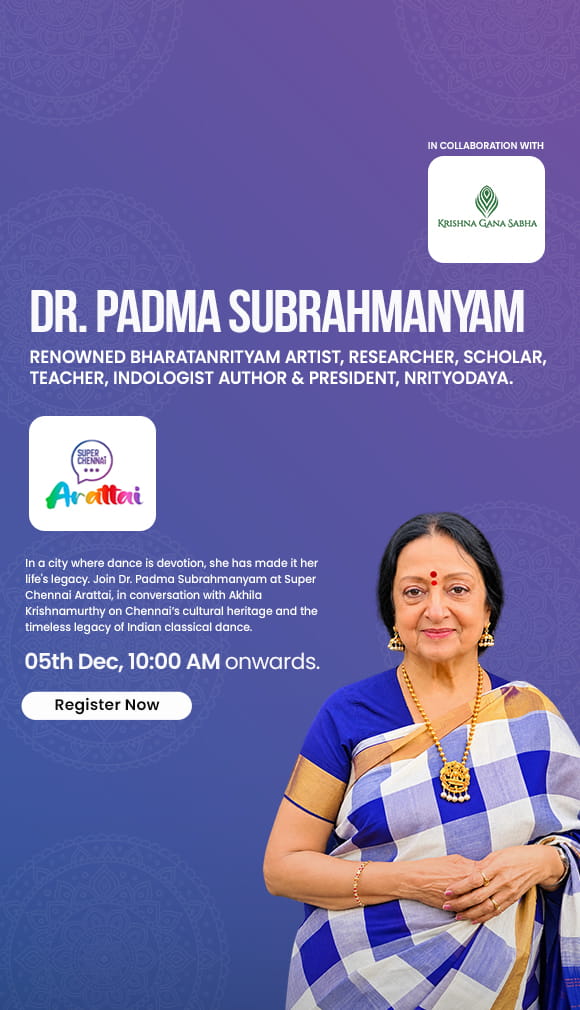 IN COLLABORATION WITH
KRISHNA GANA SABHA
DR. PADMA SUBRAHMANYAM
RENOWNED BHARATANRITYAM ARTIST, RESEARCHER, SCHOLAR,
TEACHER, INDOLOGIST AUTHOR & PRESIDENT, NRITYODAYA.
SUPER
CHENNAI
Arattai
In a city where dance is devotion, she has made it her
life's legacy. Join Dr. Padma Subrahmanyam at Super
Chennai Arattai, in conversation with Akhila
Krishnamurthy on Chennai's cultural heritage and the
timeless legacy of Indian classical dance.
05th Dec, 10:00 AM onwards.
Register Now